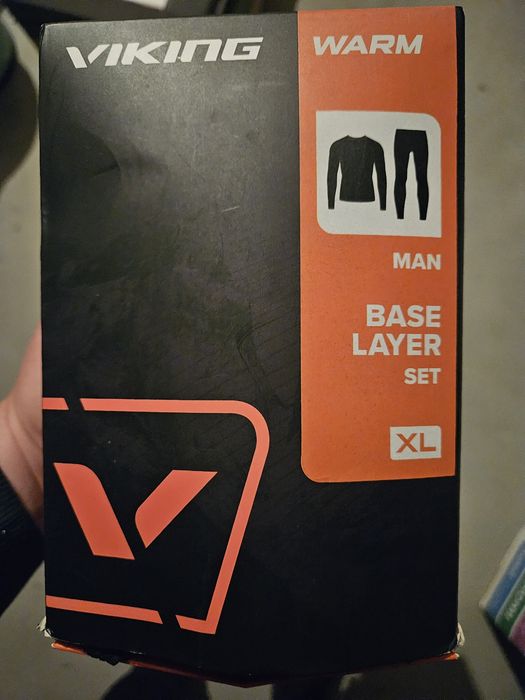 VIKING
WARM
MAN
BASE
LAYER
SET
XL